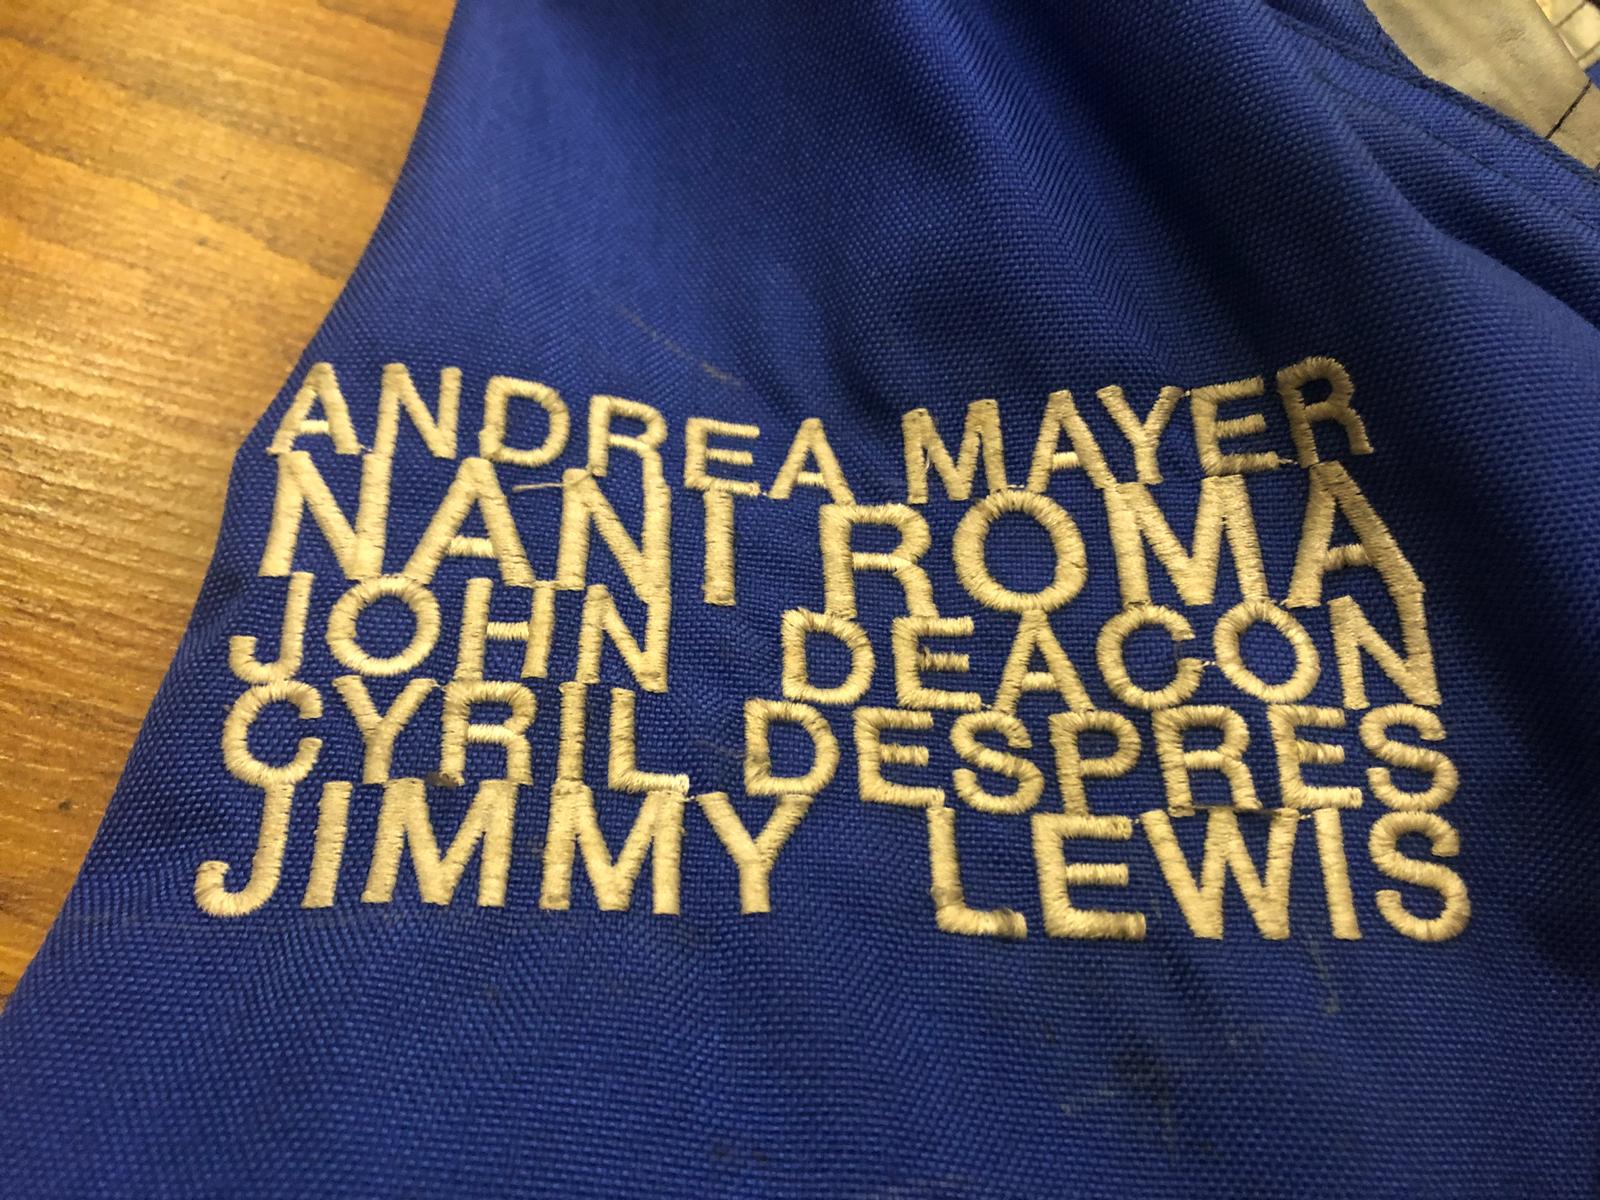 ANDREA MAYER
NANI ROMA
JOHN DEACON
CYRIL DESPRES
JIMMY LEWIS